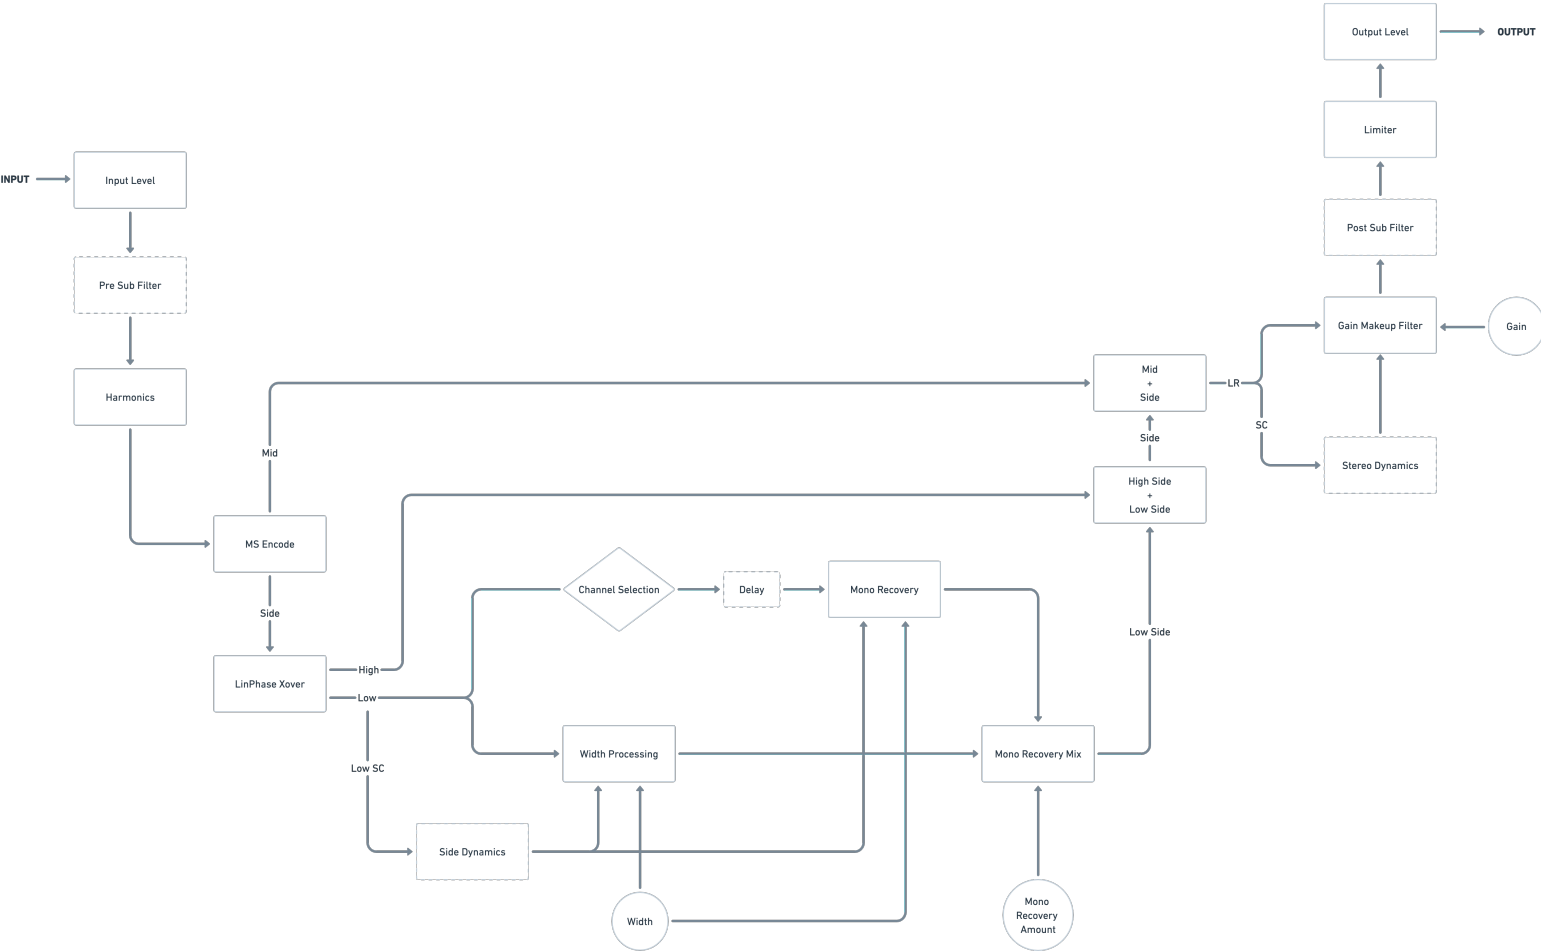 Output Level
OUTPUT
Limiter
INPUT
Input Level
Post Sub Filter
Pre Sub Filter
Gain Makeup Filter
Gain
Mid
+
Side
LR
Harmonics
SC
Mid
Side
Stereo Dynamics
High Side
+
Low Side
MS Encode
Channel Selection
Delay
Mono Recovery
Side
Low Side
High
LinPhase Xover
Low
Width Processing
Mono Recovery Mix
Low SC
Side Dynamics
Mono
Recovery
Amount
Width